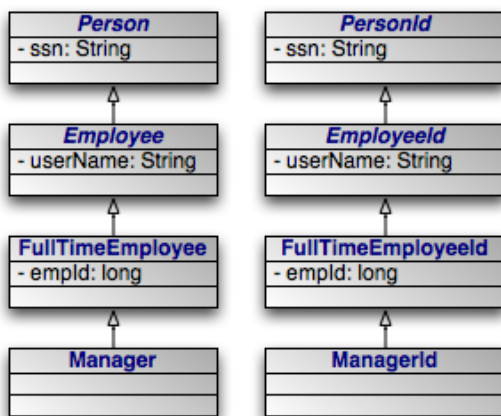 Person
- ssn: String
Employee
- userName: String
FullTimeEmployee
- empId: long
Manager
PersonId
- ssn: String
EmployeeId
- userName: String
FullTimeEmployeeId
- empId: long
ManagerId